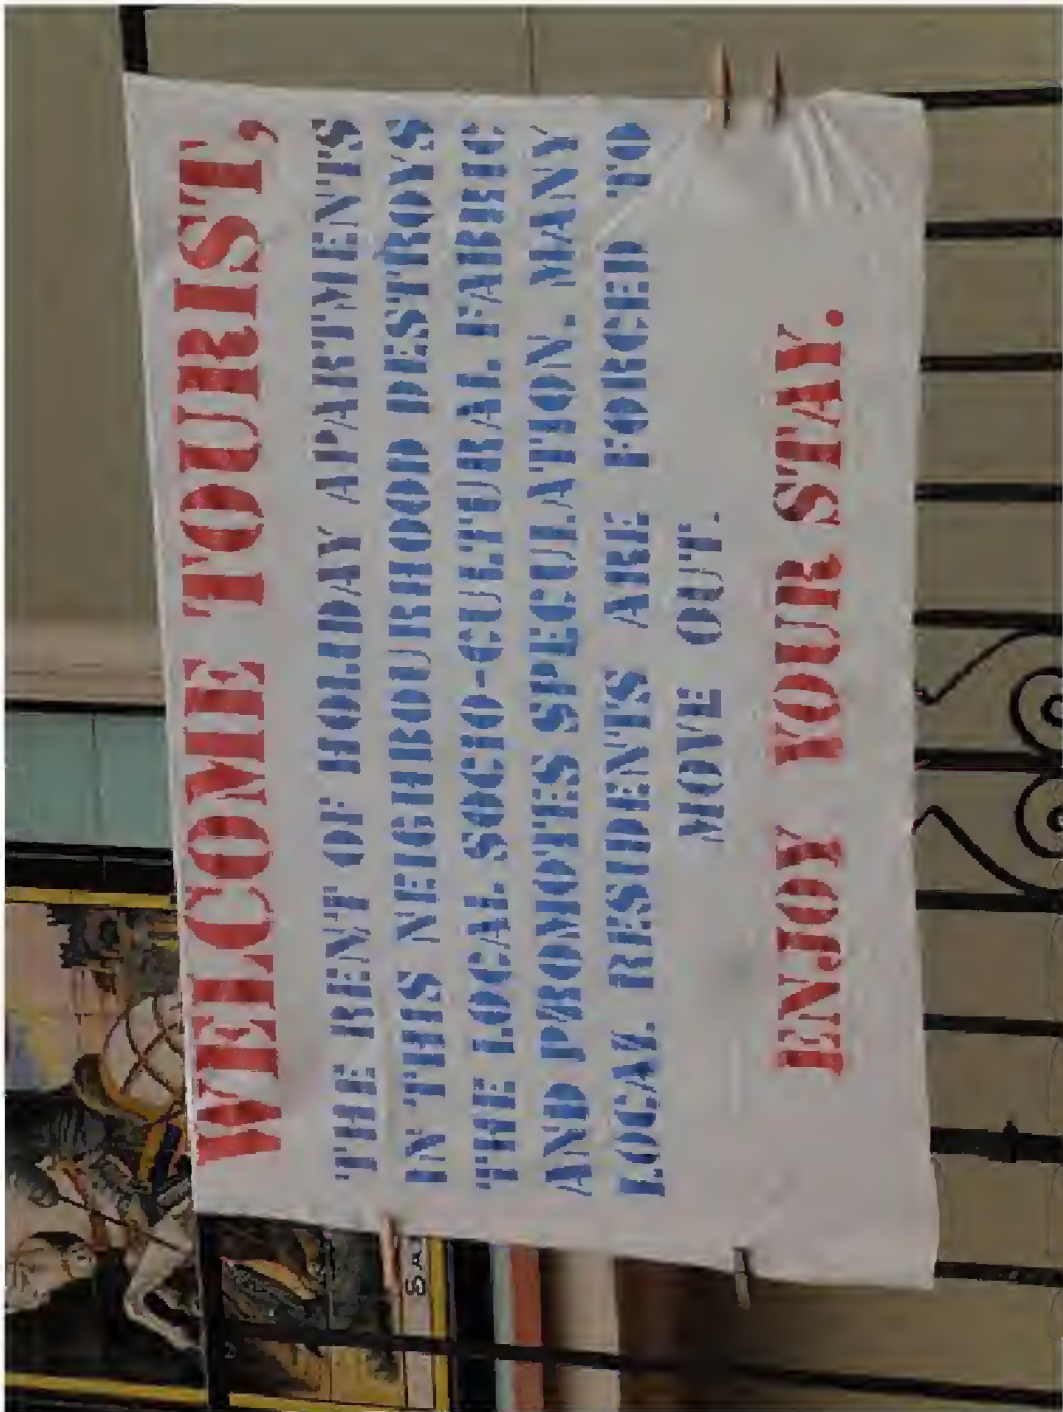 WELCOME TOURIST,
THE RENT OF HOLIDAY APARTMENTS
IN THIS NEIGHBOURHOOD DESTROYS
THE LOCAL SOCIO-CULTURAL FABRIC
AND PROMOTES SPECULATION. MANY
LOCAL RESIDENTS ARE FORCED TO
MOVE OUT.
ENJOY YOUR STAY.